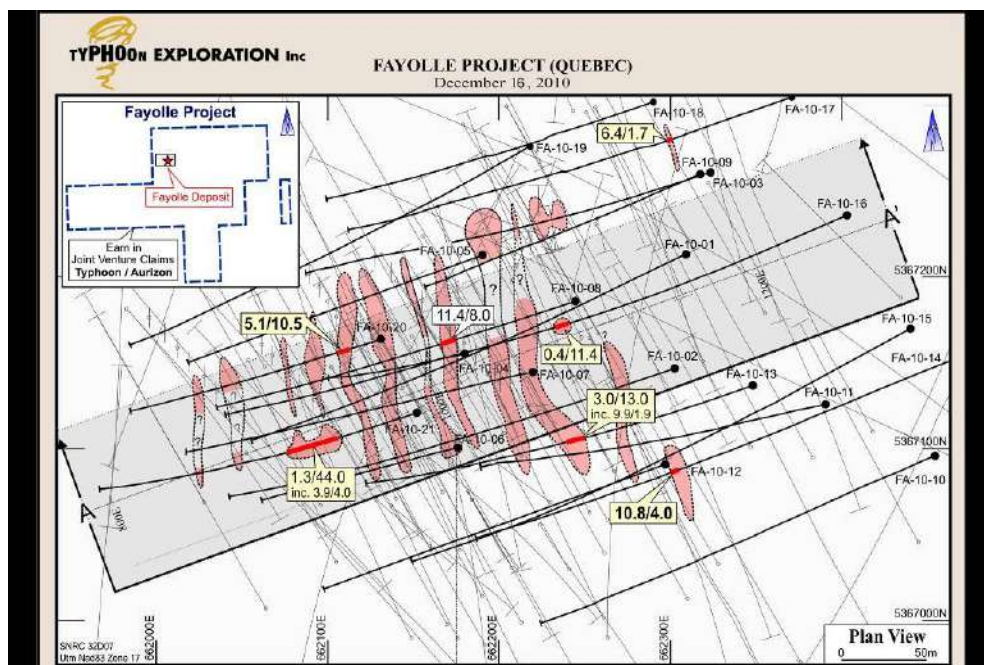 TYPHOON EXPLORATION Inc
FAYOLLE PROJECT (QUEBEC)
December 16, 2010
Fayolle Project
Fayolle Deposit
Earn in
Joint Venture Claims
Typhoon / Aurizon
FA-10-18
FA-10-17
6.4/1.7
FA-10-19
FA-10-09
FA-10-03
FA-10-16
A'
FA-10-05
FA-10-01
?
?
5367200N
1200E
FA-10-08
5.1/10.5
FA-10-20
11.4/8.0
FA-10-15
0.4/11.4
?
FA-10-14
FA-10-04
FA-10-07
FA-10-02
FA-10-13
3.0/13.0
inc. 9.9/1.9
FA-10-11
FA-10-21
?
?
FA-10-06
5367100N
1.3/44.0
inc. 3.9/4.0
FA-10-12
FA-10-10
A
800E
10.8/4.0
5367000N
662000E
662100E
662200E
662300E
SNRC 32D07
Utm Nad83 Zone 17
Plan View
0 50m